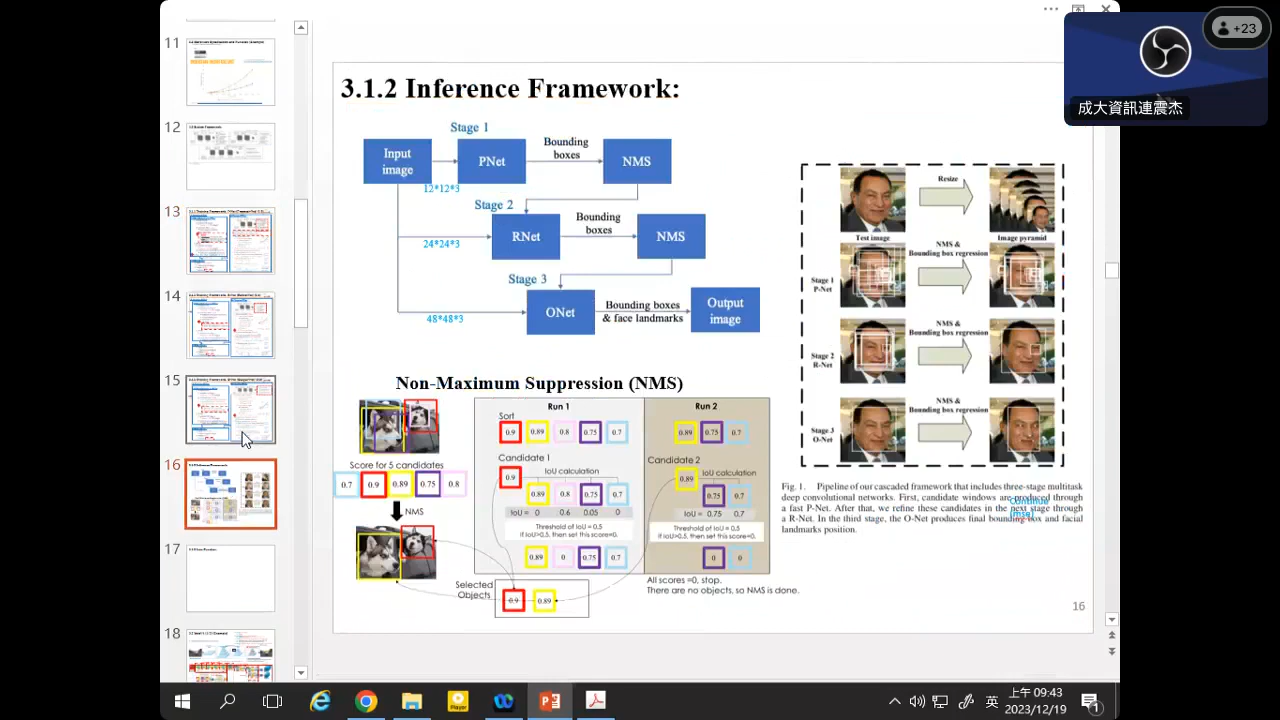 +23
成大資訊連震杰
11
12
13
14
15
16
17
18
3.1.2 Inference Framework:
Stage 1
Input
image
PNet
Bounding
boxes
NMS
12*12*3
Stage 2
RNet
Bounding
boxes
NMS
24*24*3
Stage 3
ONet
Bounding boxes
& face landmarks
Output
image
48*48*3
Resize
Test image
Image pyramid
NMS &
Bounding box regression
Stage 1
P-Net
NMS &
Bounding box regression
Stage 2
R-Net
NMS &
Bounding box regression
Stage 3
O-Net
Fig. 1. Pipeline of our cascaded framework that includes three-stage multitask
deep convolutional networks. First, candidate windows are produced through
a fast P-Net. After that, we refine these candidates in the next stage through
a R-Net. In the third stage, the O-Net produces final bounding box and facial
landmarks position.
continue
(mse)
Non-Maximum Suppression (NMS)
Score for 5 candidates
0.7 0.9 0.89 0.75 0.8
NMS
Run 1
Sort
0.9 0.89 0.8 0.75 0.7
Candidate 1
0.9
IoU calculation
0.89 0.8 0.75 0.7
IoU = 0 0.6 0.05 0.1
Threshold of IoU = 0.5
If IoU>0.5, then set this score=0.
0.89 0 0.75 0.7
Run 2
0.89 0.75 0.7
Candidate 2
0.89
IoU calculation
0.75 0.7
IoU = 0.75 0.7
Threshold of IoU = 0.5
If IoU>0.5, then set this score=0.
0 0
Selected
Objects
0.9 0.89
All scores =0, stop.
There are no objects, so NMS is done.
16
英
上午 09:43
2023/12/19
1